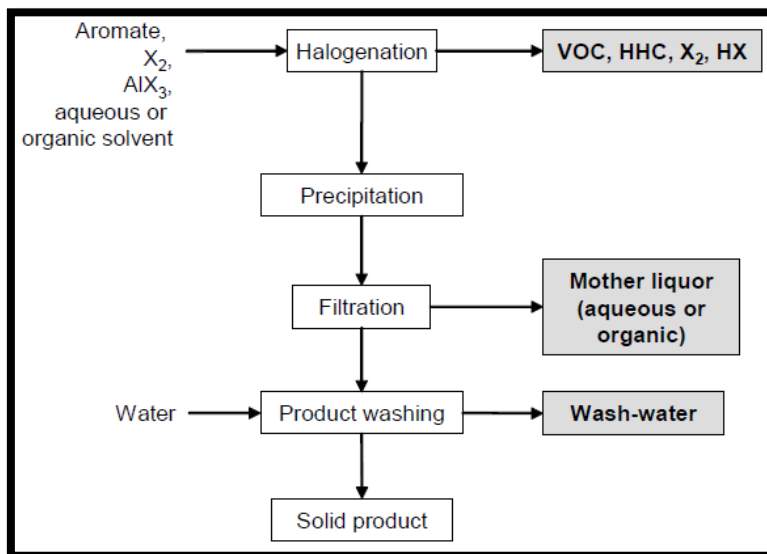 Aromate,
X₂,
AlX₃,
aqueous or
organic solvent
Halogenation
VOC, HHC, X₂, HX
Precipitation
Filtration
Mother liquor
(aqueous or
organic)
Water
Product washing
Wash-water
Solid product